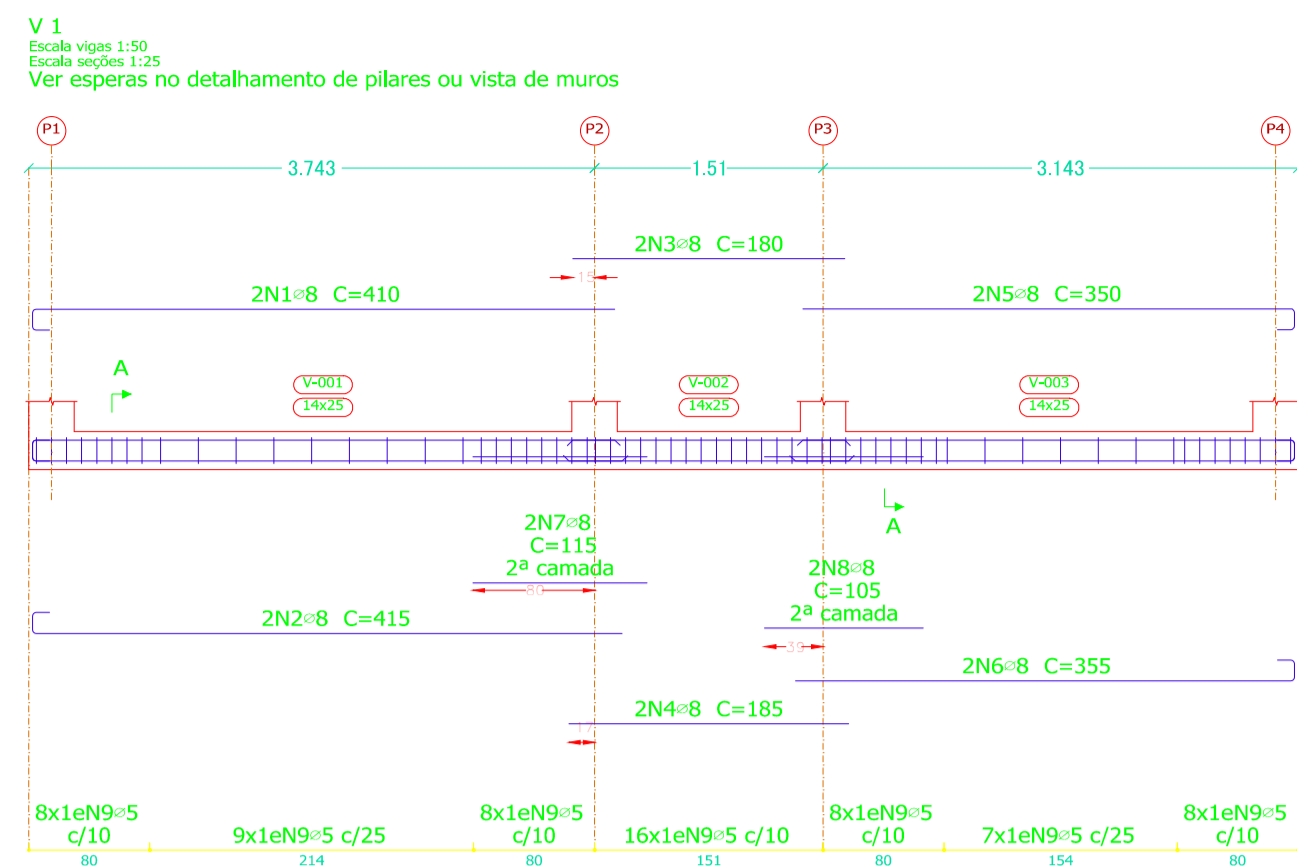 V 1
Escala vigas 1:50
Escala seções 1:25
Ver esperas no detalhamento de pilares ou vista de muros
P1 P2 P3 P4
3.743 1.51 3.143
2N3⌀8 C=180
15
2N1⌀8 C=410 2N5⌀8 C=350
A
V-001 V-002 V-003
14x25 14x25 14x25
A
2N7⌀8
C=115
2ª camada
80
2N8⌀8
C=105
2ª camada
39
2N2⌀8 C=415
2N6⌀8 C=355
2N4⌀8 C=185
17
8x1eN9⌀5
c/10
9x1eN9⌀5 c/25
8x1eN9⌀5
c/10
16x1eN9⌀5 c/10
8x1eN9⌀5
c/10
7x1eN9⌀5 c/25
8x1eN9⌀5
c/10
80 214 80 151 80 154 80